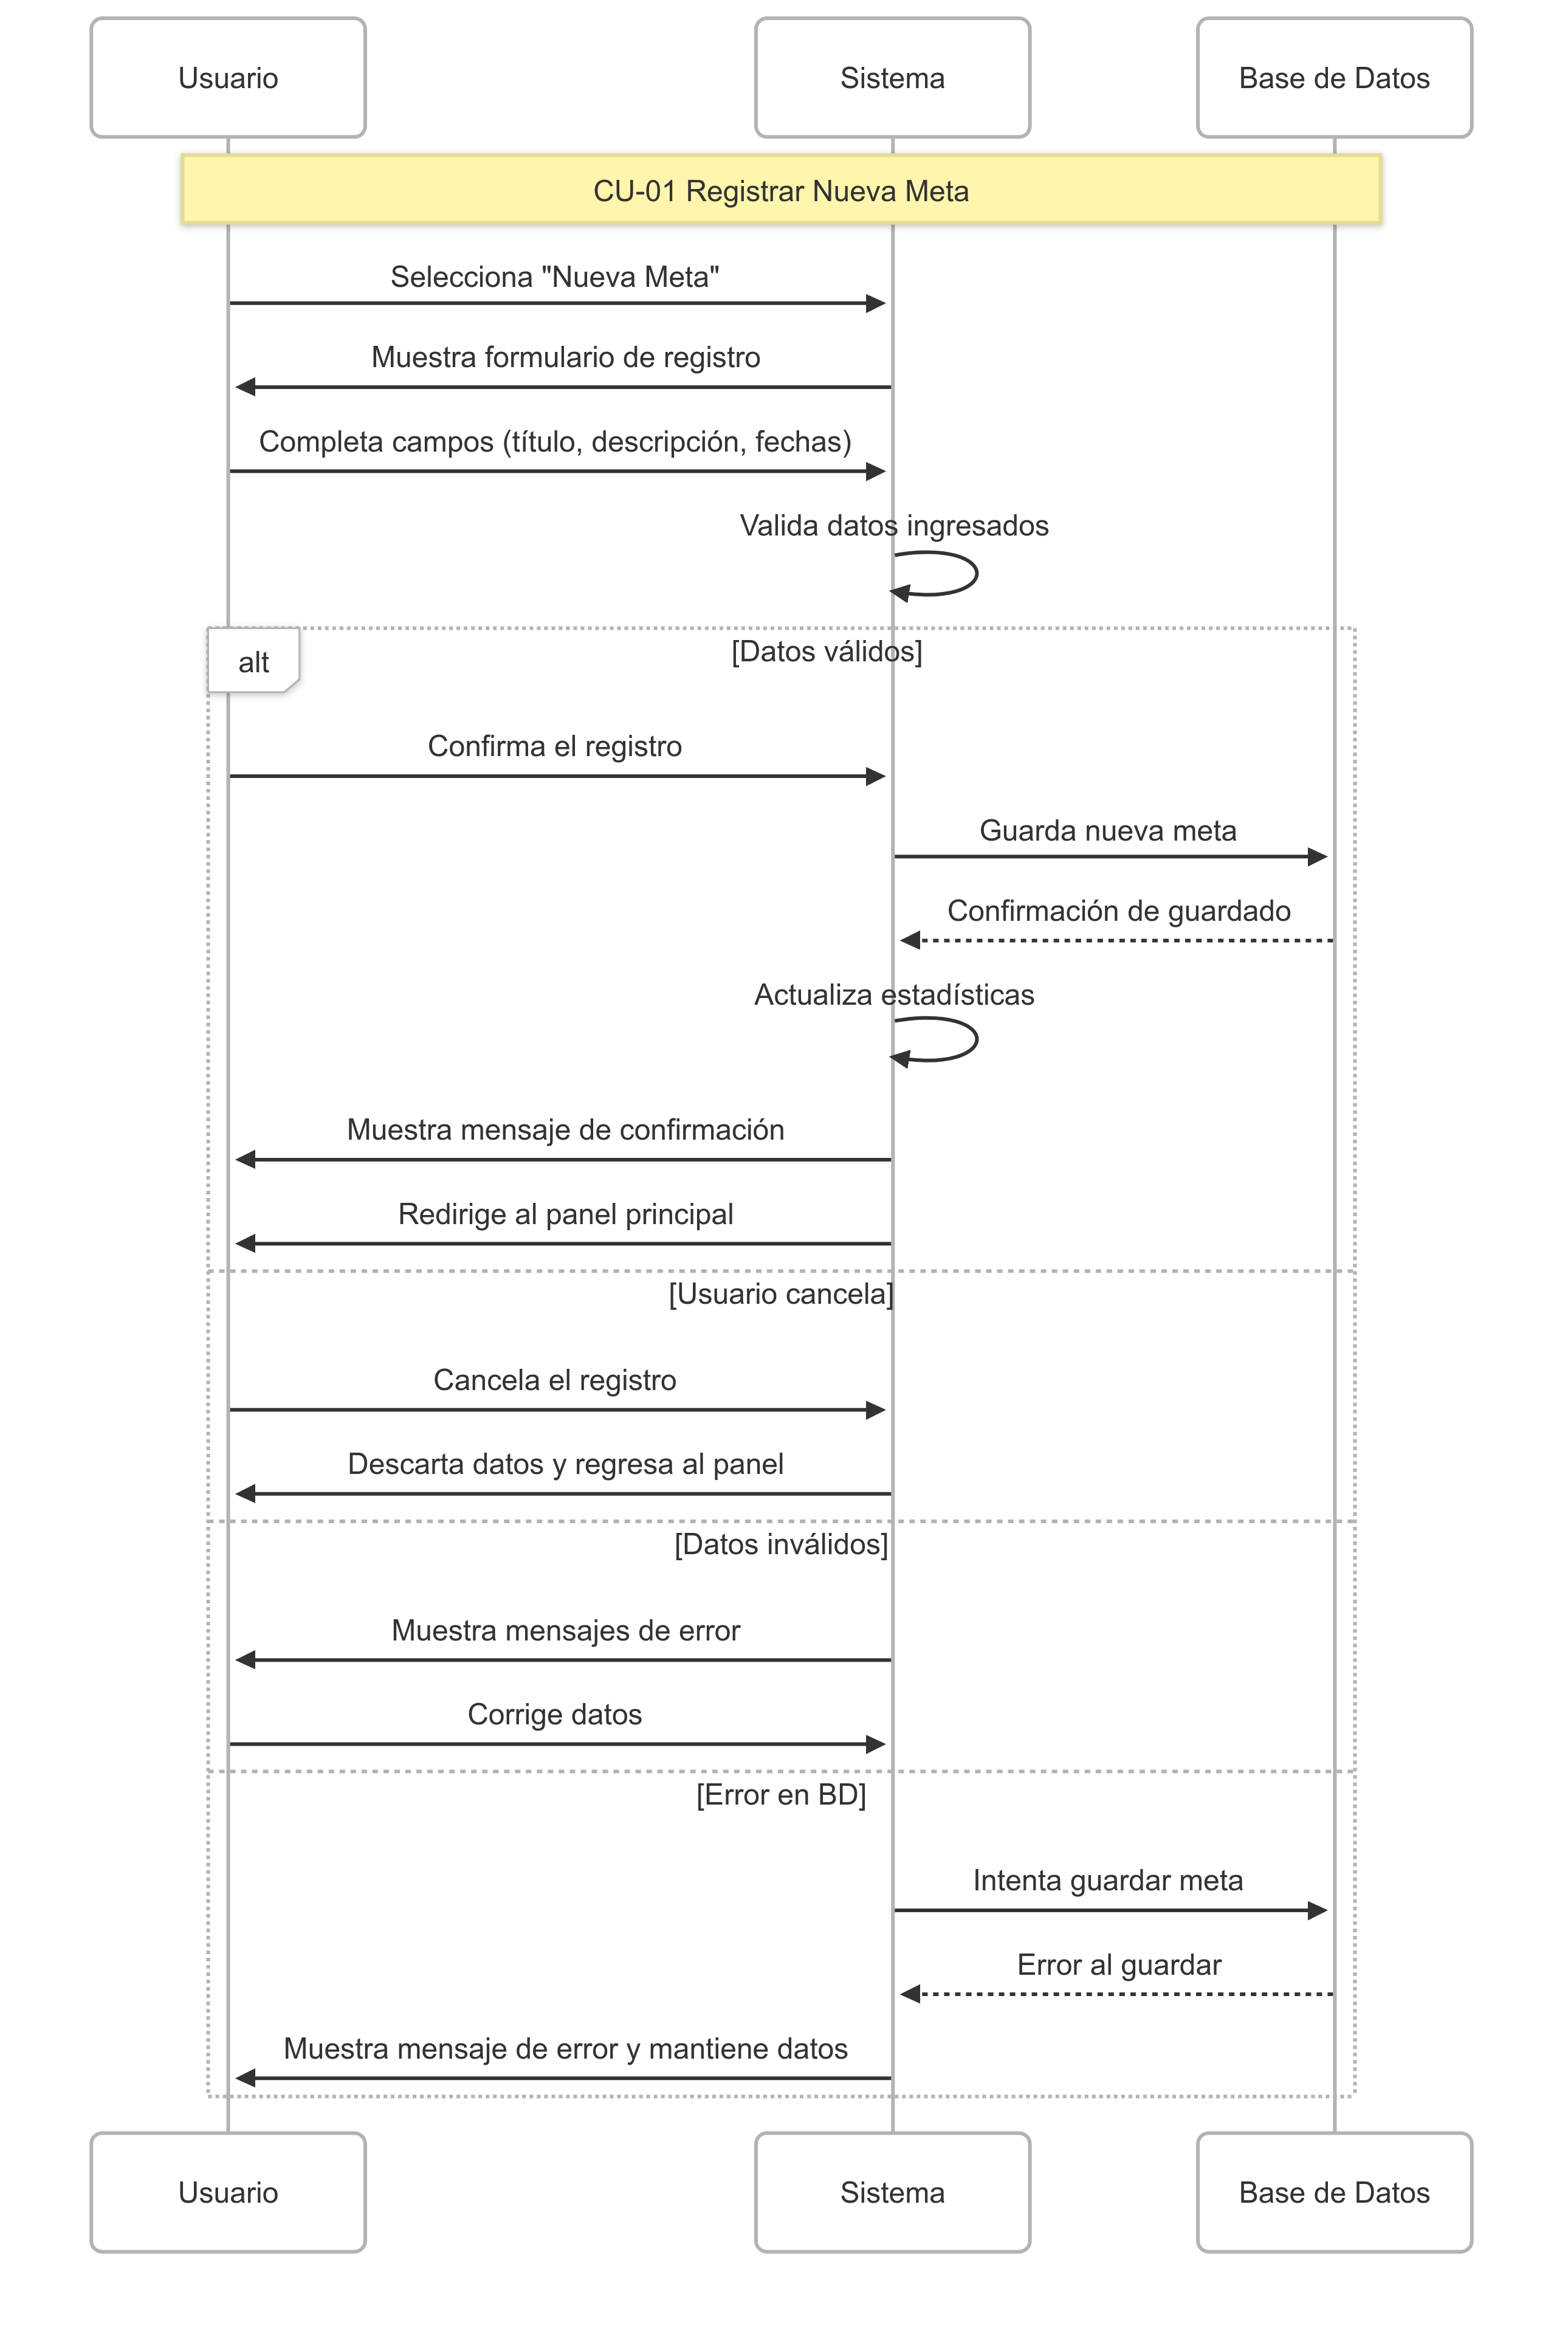 Usuario
Sistema
Base de Datos
CU-01 Registrar Nueva Meta
Selecciona "Nueva Meta"
Muestra formulario de registro
Completa campos (título, descripción, fechas)
Valida datos ingresados
alt
[Datos válidos]
Confirma el registro
Guarda nueva meta
Confirmación de guardado
Actualiza estadísticas
Muestra mensaje de confirmación
Redirige al panel principal
[Usuario cancela]
Cancela el registro
Descarta datos y regresa al panel
[Datos inválidos]
Muestra mensajes de error
Corrige datos
[Error en BD]
Intenta guardar meta
Error al guardar
Muestra mensaje de error y mantiene datos
Usuario
Sistema
Base de Datos